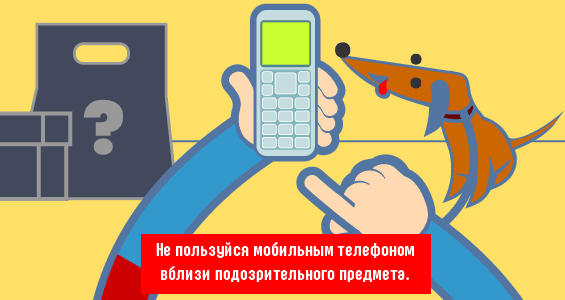 ?
Не пользуйся мобильным телефоном
вблизи подозрительного предмета.